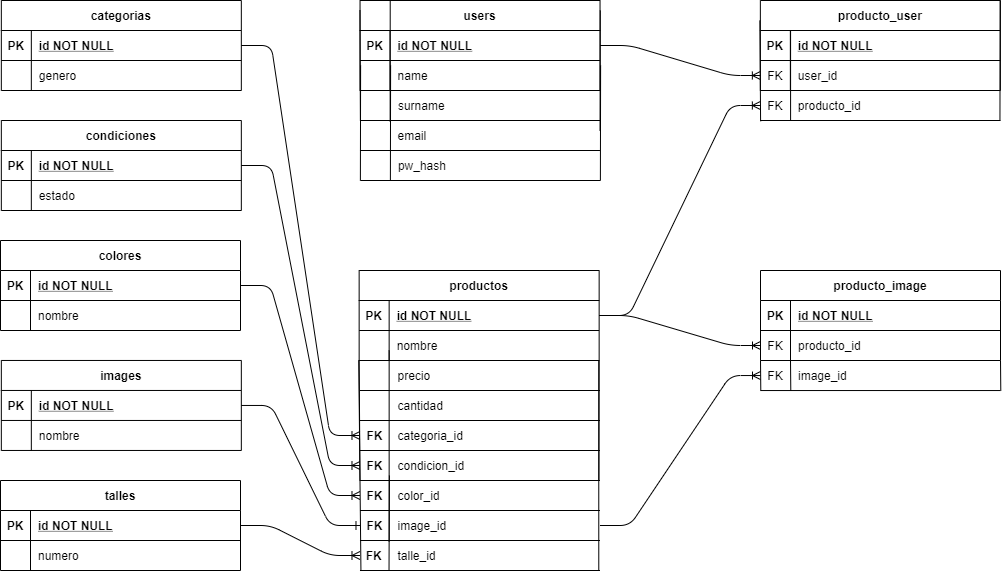 categorias
PK id NOT NULL
genero
condiciones
PK id NOT NULL
estado
colores
PK id NOT NULL
nombre
images
PK id NOT NULL
nombre
talles
PK id NOT NULL
numero
users
PK id NOT NULL
name
surname
email
pw_hash
productos
PK id NOT NULL
nombre
precio
cantidad
FK categoria_id
FK condicion_id
FK color_id
FK image_id
FK talle_id
producto_user
PK id NOT NULL
FK user_id
FK producto_id
producto_image
PK id NOT NULL
FK producto_id
FK image_id